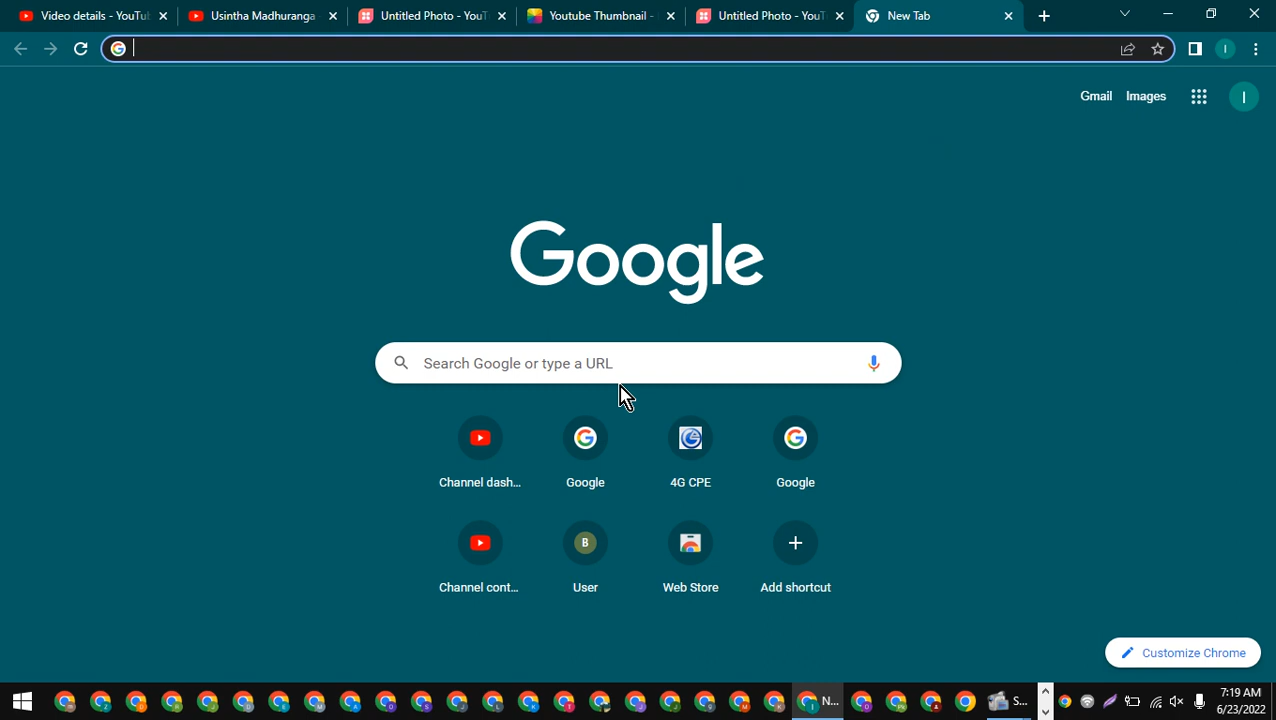 Video details - YouTu
Usintha Madhuranga
Untitled Photo - YouT
Youtube Thumbnail -
Untitled Photo - YouT
New Tab
I
Gmail Images I
Google
Search Google or type a URL
Channel dash... Google 4G CPE Google
B
Channel cont... User Web Store Add shortcut
Customize Chrome
N... S...
7:19 AM
6/23/2022